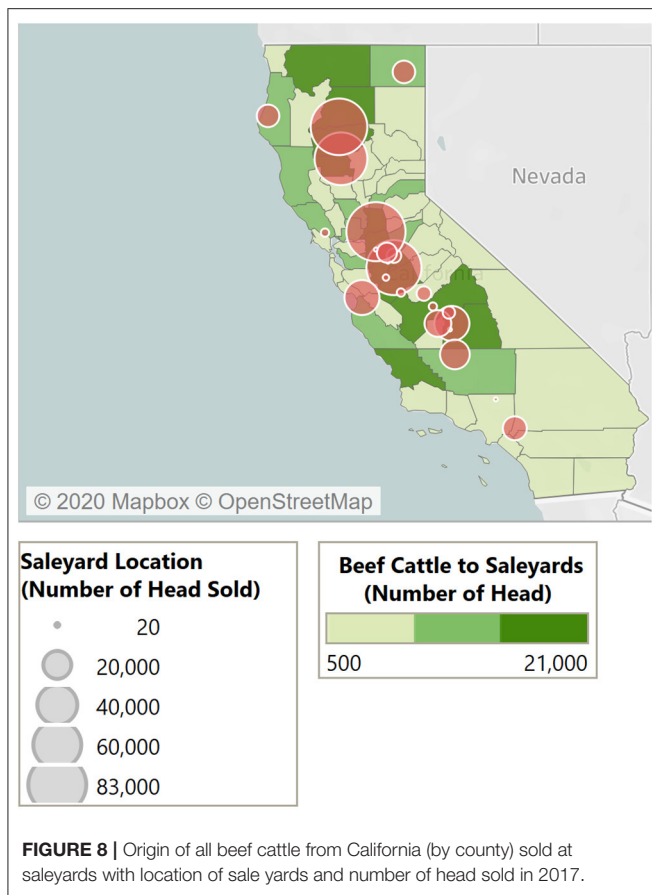 Nevada
California
© 2020 Mapbox © OpenStreetMap
Saleyard Location
(Number of Head Sold)
20
20,000
40,000
60,000
83,000
Beef Cattle to Saleyards
(Number of Head)
500 21,000
FIGURE 8 | Origin of all beef cattle from California (by county) sold at
saleyards with location of sale yards and number of head sold in 2017.